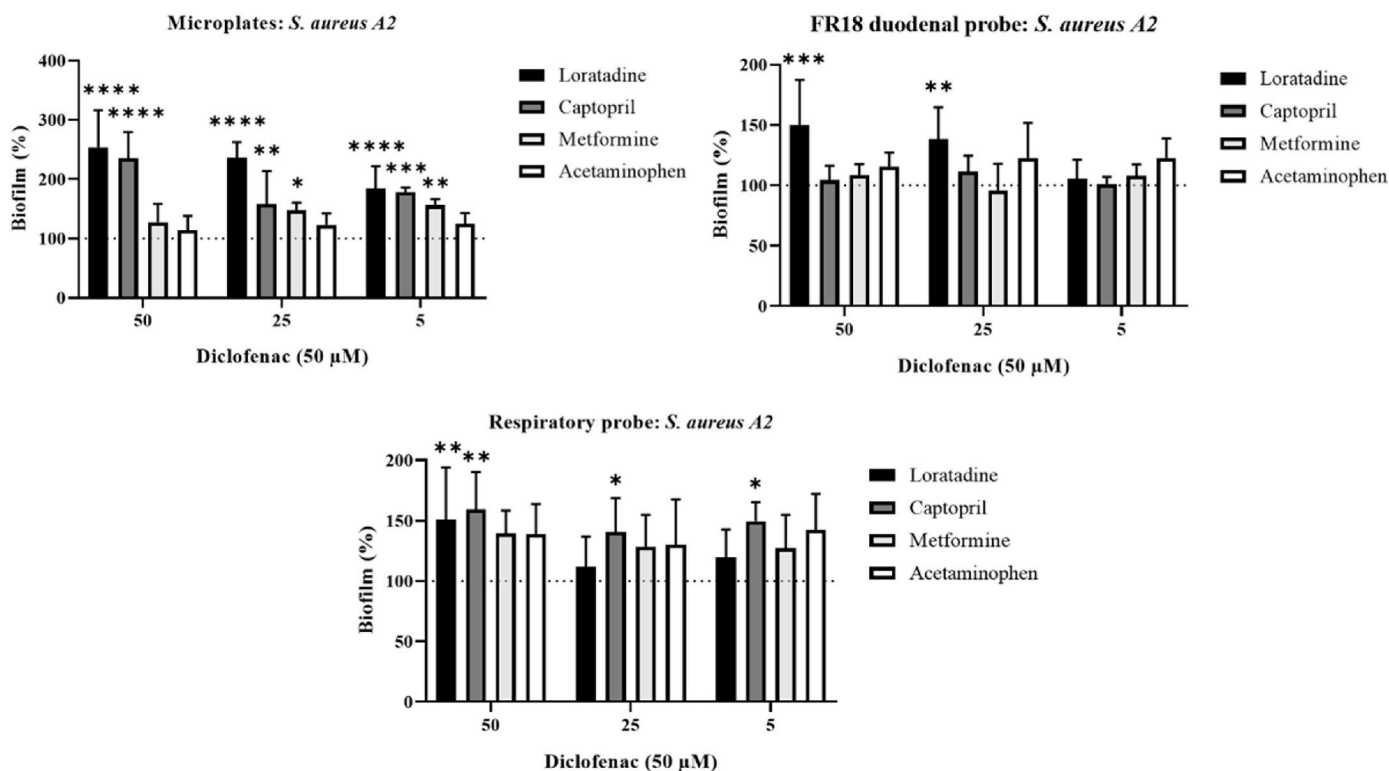 Microplates: S. aureus A2
Biofilm (%)
400
300
200
100
0
**** **** **** ** * **** *** **
50 25 5
Diclofenac (50 µM)
Loratadine
Captopril
Metformine
Acetaminophen
FR18 duodenal probe: S. aureus A2
Biofilm (%)
200
150
100
50
0
*** **
50 25 5
Diclofenac (50 µM)
Loratadine
Captopril
Metformine
Acetaminophen
Respiratory probe: S. aureus A2
Biofilm (%)
200
150
100
50
0
** ** * *
50 25 5
Diclofenac (50 µM)
Loratadine
Captopril
Metformine
Acetaminophen